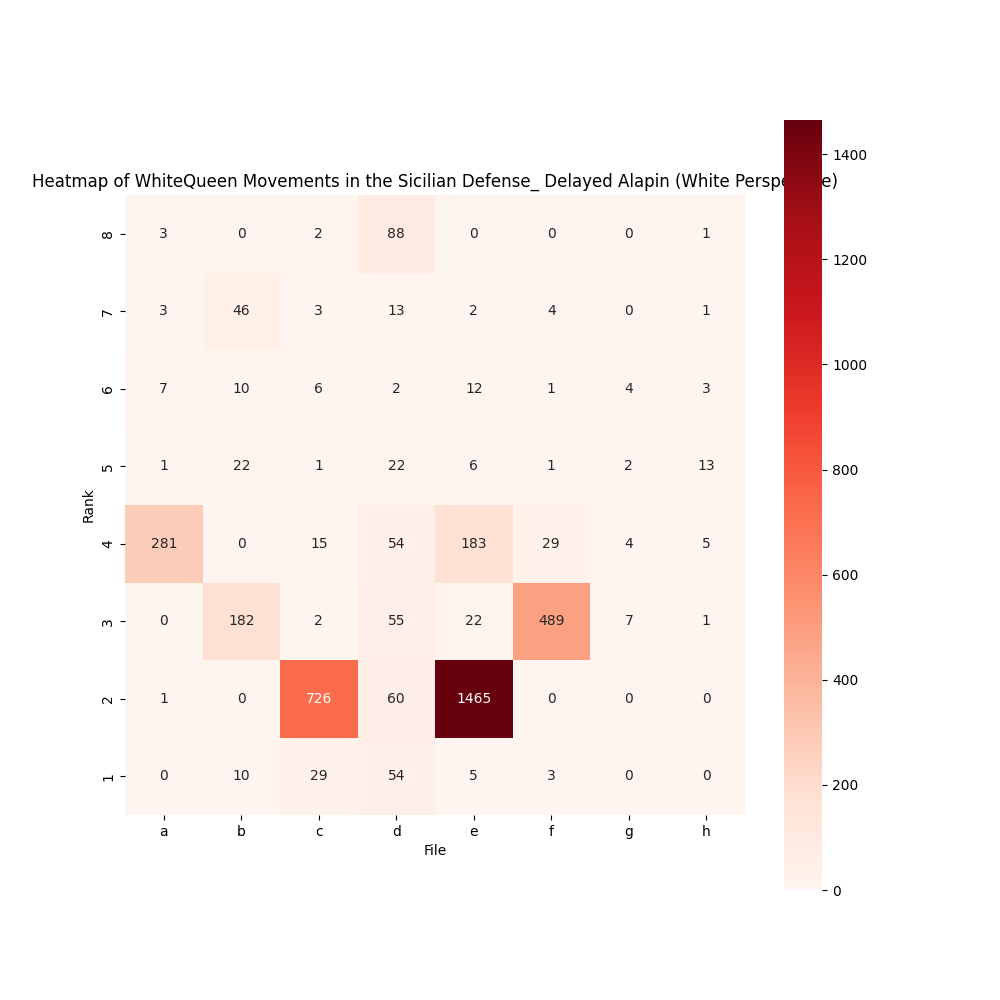 Heatmap of WhiteQueen Movements in the Sicilian Defense_ Delayed Alapin (White Perspective)
8 3 0 2 88 0 0 0 1
7 3 46 3 13 2 4 0 1
6 7 10 6 2 12 1 4 3
5 1 22 1 22 6 1 2 13
4 281 0 15 54 183 29 4 5
3 0 182 2 55 22 489 7 1
2 1 0 726 60 1465 0 0 0
1 0 10 29 54 5 3 0 0
a b c d e f g h
Rank
File
1400
1200
1000
800
600
400
200
0